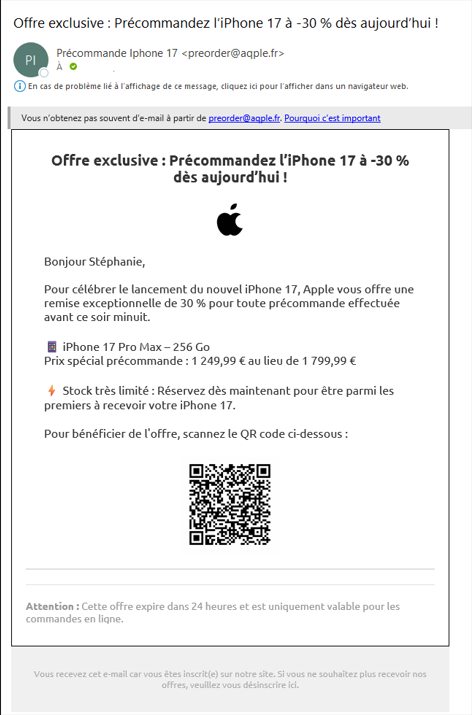 Offre exclusive : Précommandez l'iPhone 17 à -30 % dès aujourd'hui !
PI
Précommande Iphone 17 <preorder@aqple.fr>
À
En cas de problème lié à l'affichage de ce message, cliquez ici pour l'afficher dans un navigateur web.
Vous n'obtenez pas souvent d'e-mail à partir de preorder@aqple.fr. Pourquoi c'est important
Offre exclusive : Précommandez l'iPhone 17 à -30 %
dès aujourd'hui !
Bonjour Stéphanie,
Pour célébrer le lancement du nouvel iPhone 17, Apple vous offre une
remise exceptionnelle de 30 % pour toute précommande effectuée
avant ce soir minuit.
iPhone 17 Pro Max – 256 Go
Prix spécial précommande : 1 249,99 € au lieu de 1 799,99 €
Stock très limité : Réservez dès maintenant pour être parmi les
premiers à recevoir votre iPhone 17.
Pour bénéficier de l'offre, scannez le QR code ci-dessous :
Attention : Cette offre expire dans 24 heures et est uniquement valable pour les
commandes en ligne.
Vous recevez cet e-mail car vous êtes inscrit(e) sur notre site. Si vous ne souhaitez plus recevoir nos
offres, veuillez vous désinscrire ici.